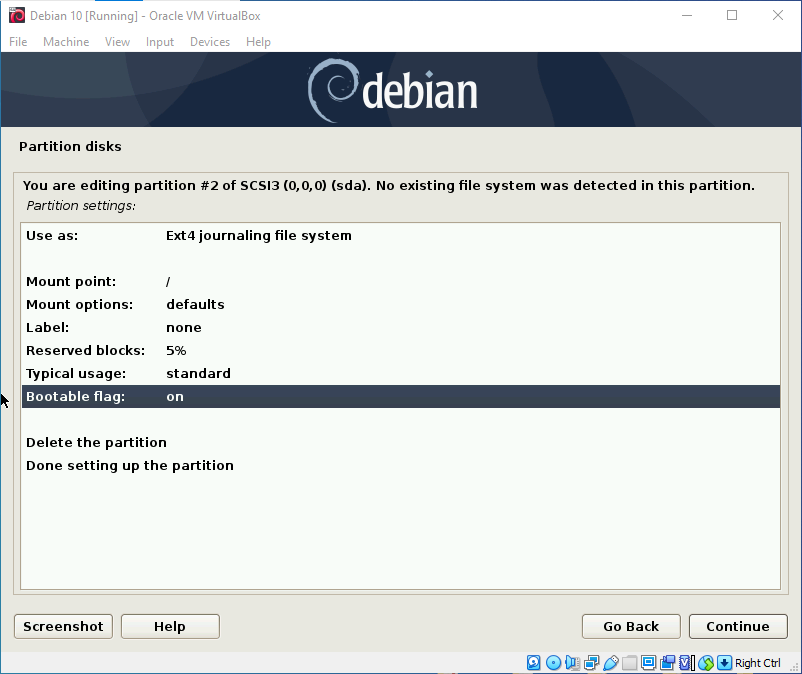 Debian 10 [Running] - Oracle VM VirtualBox
File Machine View Input Devices Help
debian
Partition disks
You are editing partition #2 of SCSI3 (0,0,0) (sda). No existing file system was detected in this partition.
Partition settings:
Use as: Ext4 journaling file system
Mount point: /
Mount options: defaults
Label: none
Reserved blocks: 5%
Typical usage: standard
Bootable flag: on
Delete the partition
Done setting up the partition
Screenshot Help Go Back Continue
Right Ctrl